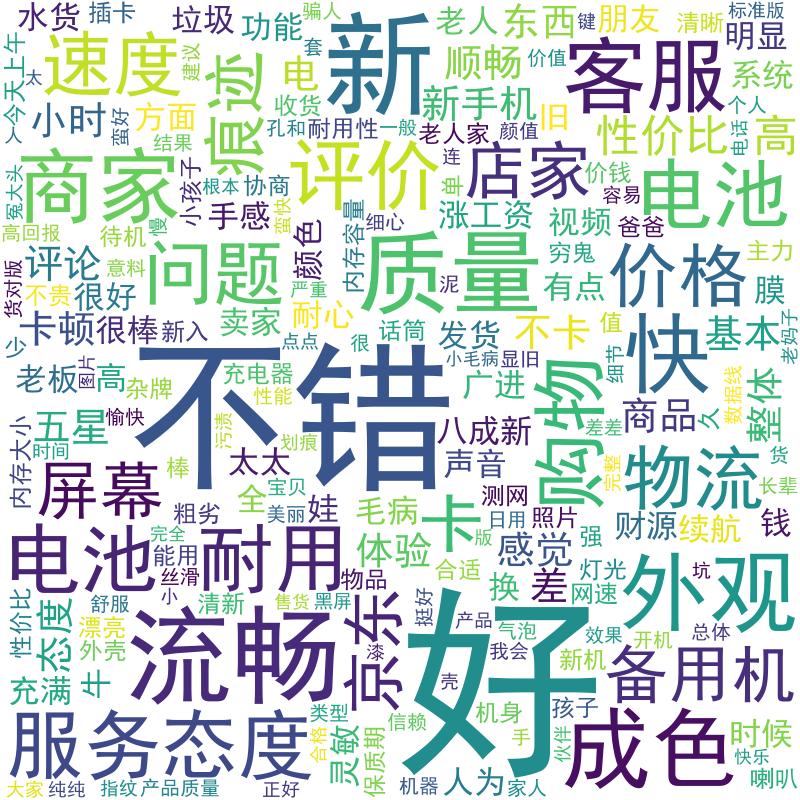 水货
插卡
垃圾
功能
骗人
套
老人
东西
键
朋友
清晰
标准版
明显
今天上午
太
速度
建议
痕迹
电
新
顺畅
价值
客服
系统
人
小时
蛮好
方面
收货
新手机
旧
性价比
个人
电话
高
结果
孔和
耐用性
一般
老人家
颜值
冤大头
商家
小孩子
根本
协商
评价
连
店家
单
价钱
容易
电池
高回报
待机
慢
手感
蛮快
颜色
内存容量
细心
涨工资
视频
爸爸
货对版
评论
意料
问题
严重
质量
泥
穷鬼
有点
价格
主力
膜
不贵
很好
卖家
耐心
少
卡顿
很棒
新入
点点
很
话筒
发货
不卡
值
快
基本
老妈子
老板
图片
高
杂牌
充电器
性能
不错
小毛病
显旧
广进
购物
细节
数据线
整体
五星
愉快
污渍
划痕
八成新
差差
商品
久
时间
内存大小
屏幕
棒
太太
全
宝贝
声音
完整
物流
货
长辈
粗劣
美丽
娃
毛病
卡
测网
日用
照片
强
财源
续航
钱
电池
完全
能用
耐用
体验
版
感觉
丝滑
物品
合适
换
差
灯光
网速
坑
外观
性价比
舒服
小
清新
售货
黑屏
京东
挺好
产品
气泡
效果
开机
总体
态度
漂亮
外壳
流畅
漆
好
我会
新机
备用机
充满
牛
壳
服务态度
类型
合格
灵敏
保质期
信赖
机身
手
孩子
伙伴
成色
时候
快乐
大家
纯纯
指纹
产品质量
正好
机器
人为
家人
喇叭